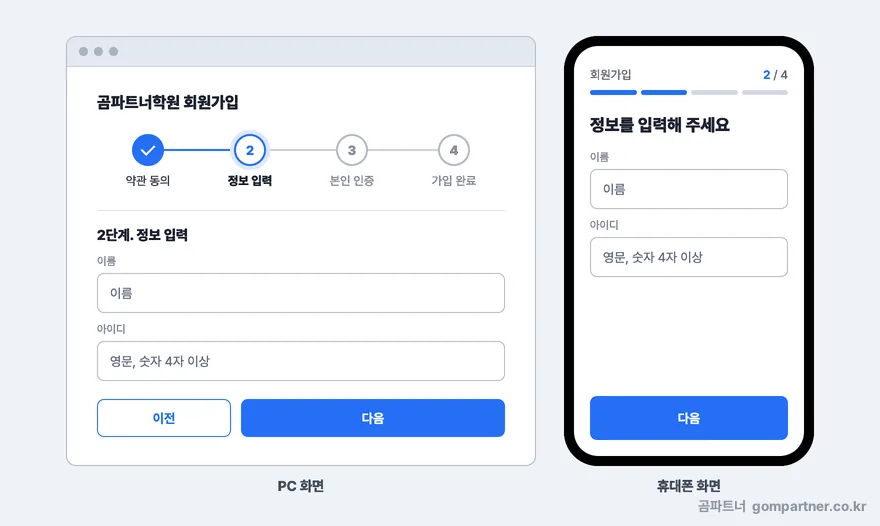 곰파트너학원 회원가입
2
3
4
약관 동의
정보 입력
본인 인증
가입 완료
2단계. 정보 입력
이름
이름
아이디
영문, 숫자 4자 이상
이전
다음
PC 화면
회원가입
2 / 4
정보를 입력해 주세요
이름
이름
아이디
영문, 숫자 4자 이상
다음
휴대폰 화면
곰파트너 gompartner.co.kr